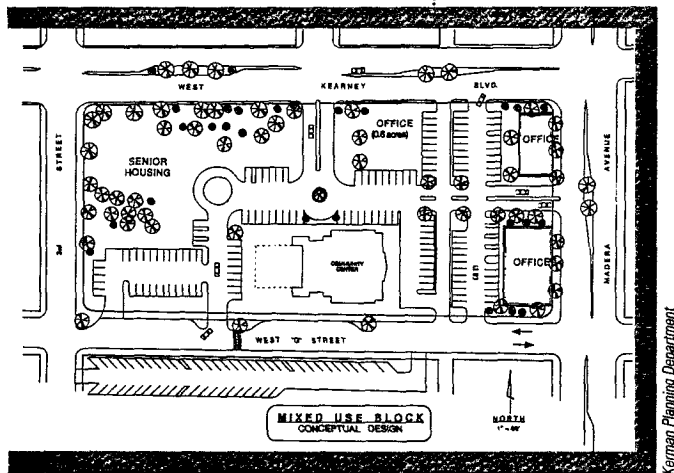 WEST KEARNEY BLVD.
STREET
AVENUE
OFFICE
(0.6 acres)
OFFICE
SENIOR
HOUSING
MADERA
COMMUNITY
CENTER
OFFICE
WEST "G" STREET
MIXED USE BLOCK
CONCEPTUAL DESIGN
NORTH
Kerman Planning Department